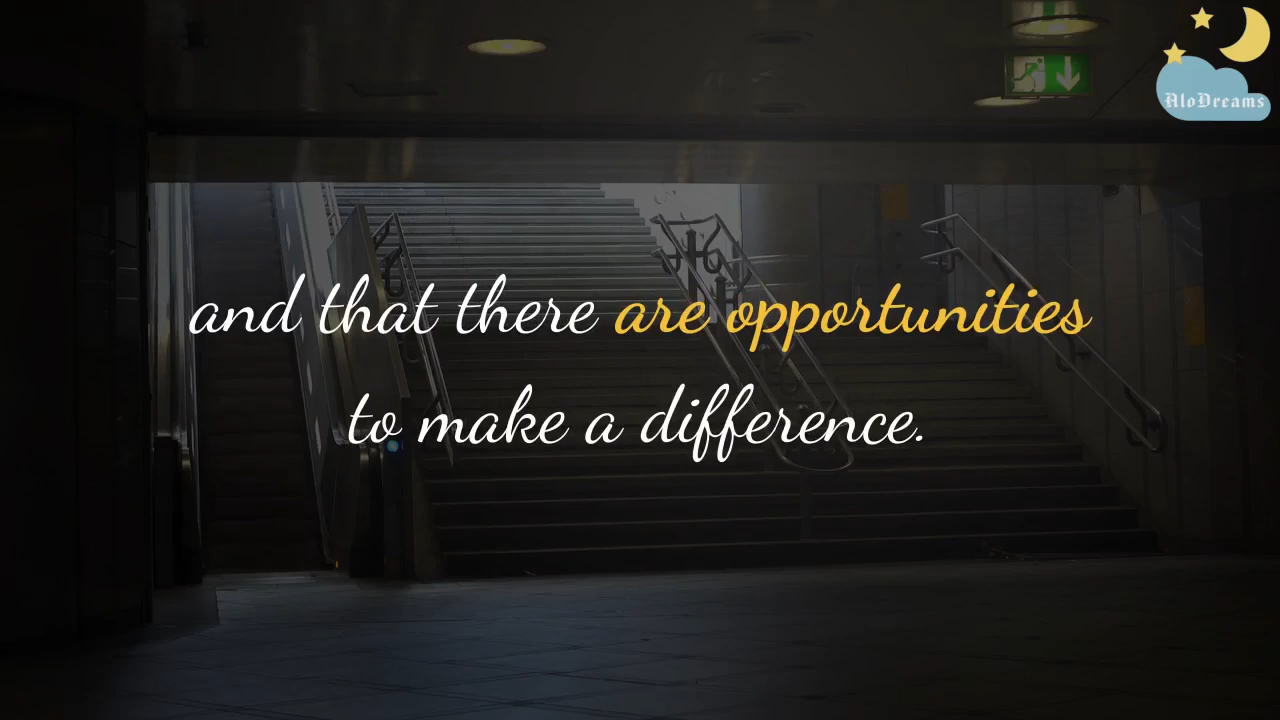 AloDreams
and that there are opportunities
to make a difference.